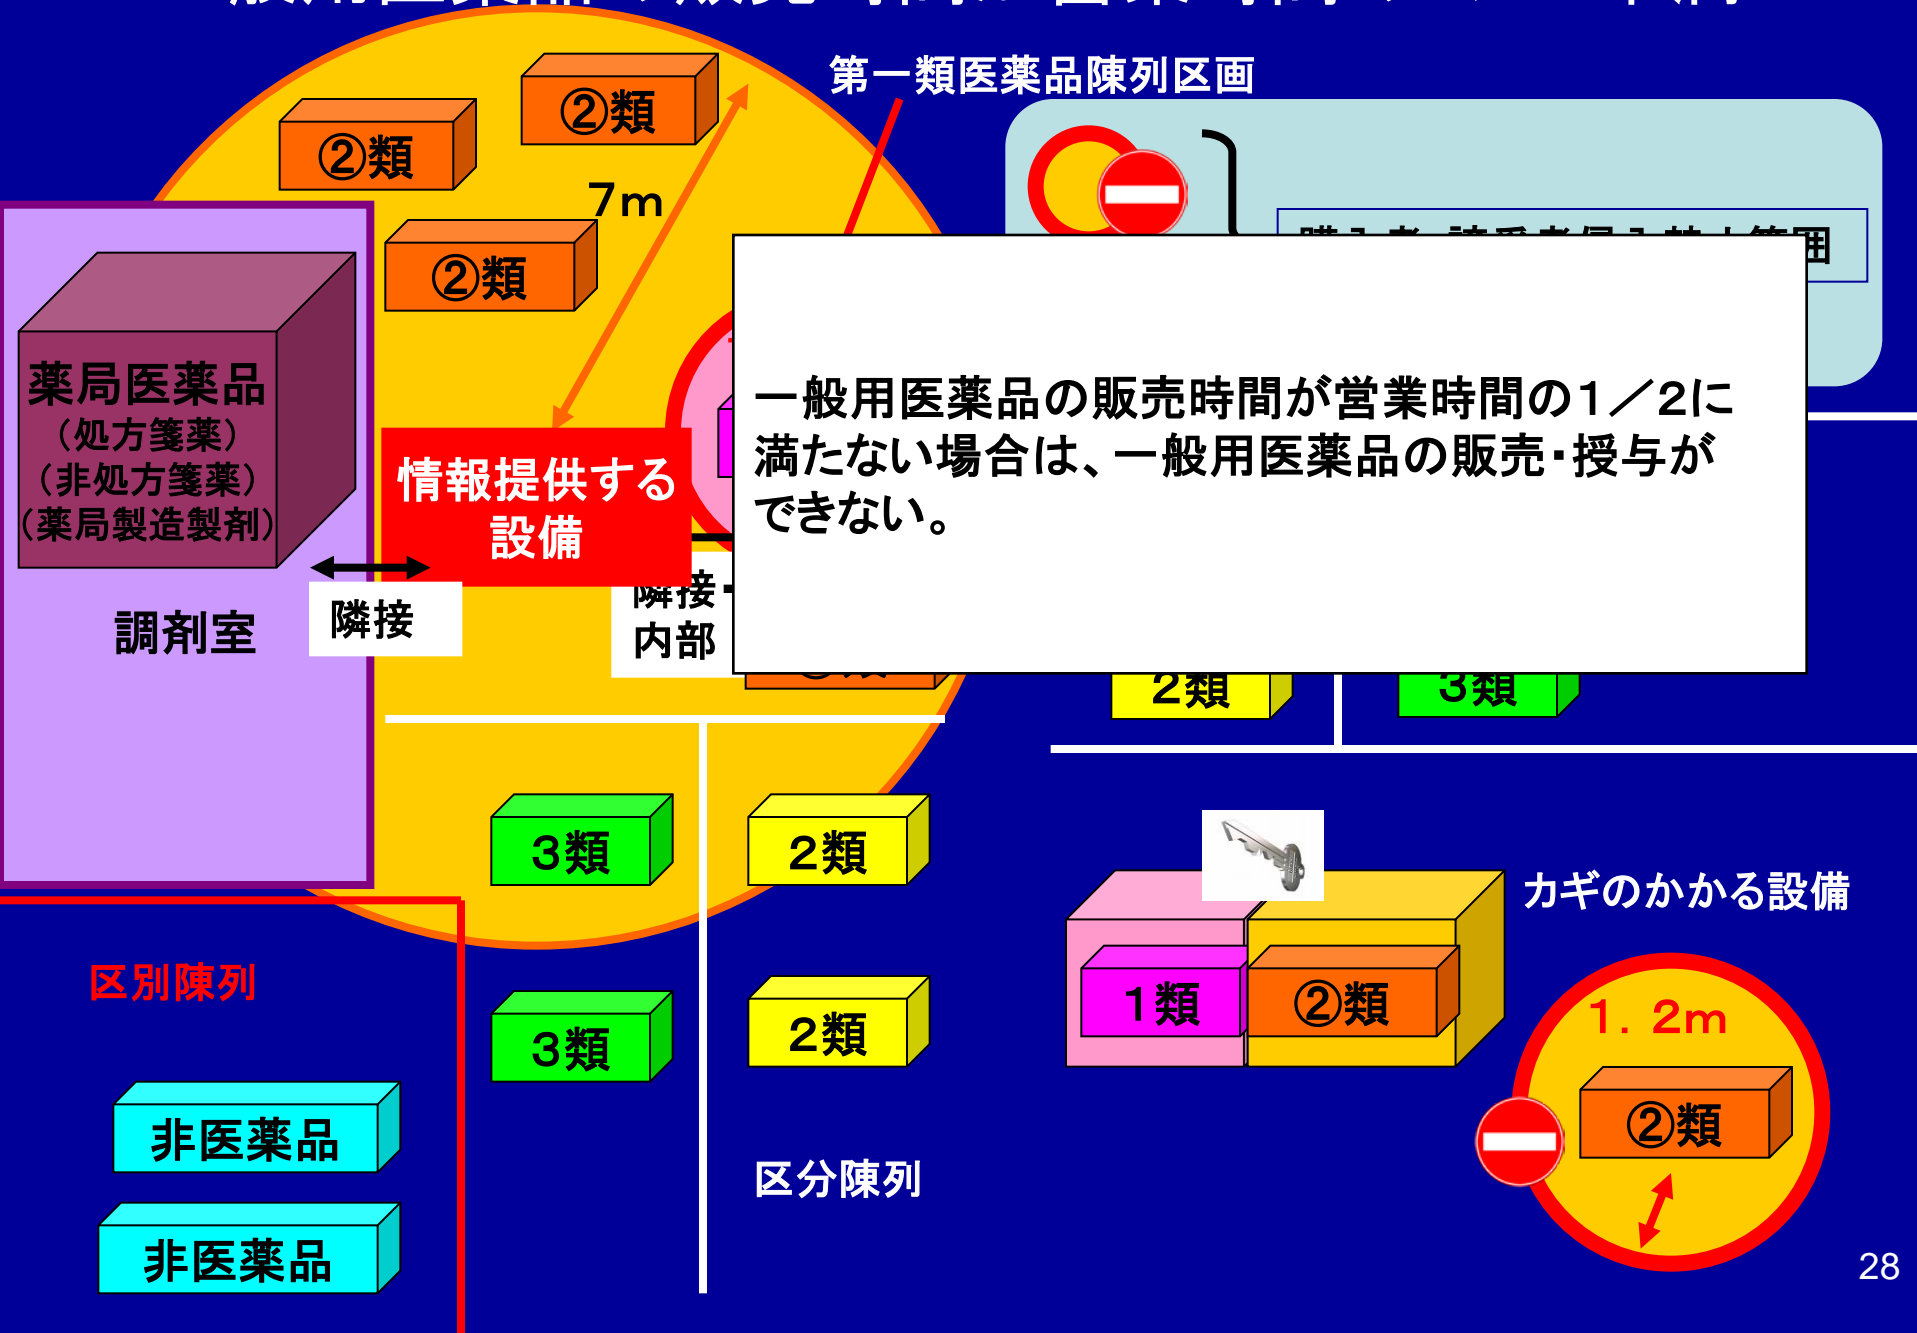 第一類医薬品陳列区画
②類
②類
7m
②類
薬局医薬品
（処方箋薬）
（非処方箋薬）
（薬局製造製剤）
情報提供する
設備
一般用医薬品の販売時間が営業時間の1／2に
満たない場合は、一般用医薬品の販売・授与が
できない。
隣接・
内部
隣接
調剤室
2類
3類
3類
2類
カギのかかる設備
区別陳列
1類
②類
1．2m
3類
2類
②類
非医薬品
区分陳列
非医薬品
28